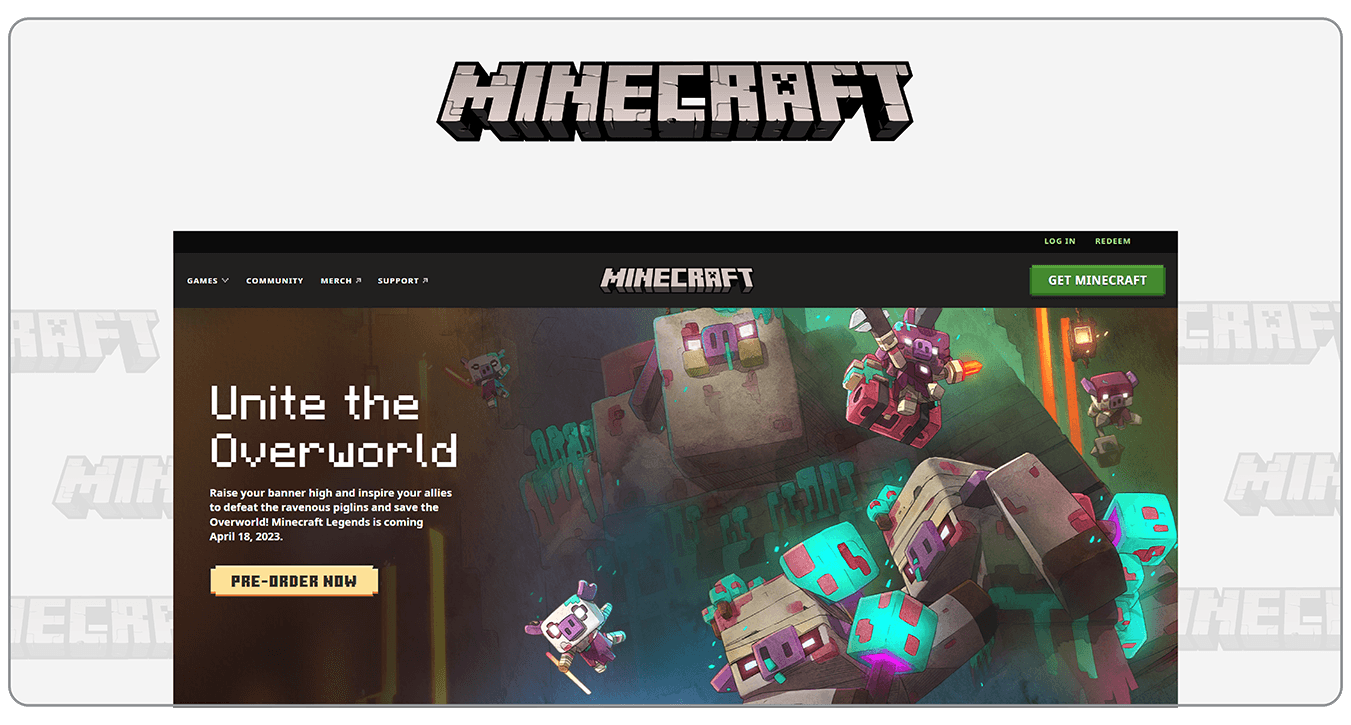 MINECRAFT
LOG IN REDEEM
GAMES COMMUNITY MERCH SUPPORT MINECRAFT GET MINECRAFT
Unite the
Overworld
Raise your banner high and inspire your allies
to defeat the ravenous piglins and save the
Overworld! Minecraft Legends is coming
April 18, 2023.
PRE-ORDER NOW